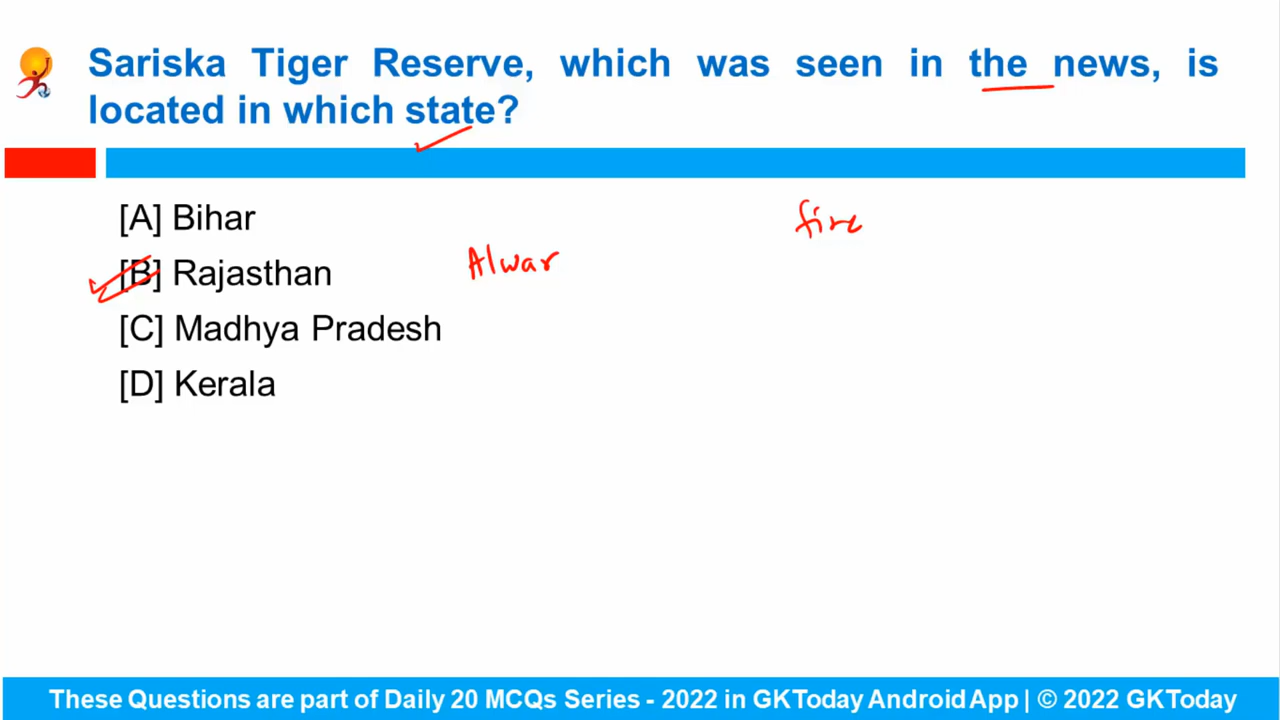 Sariska Tiger Reserve, which was seen in the news, is
located in which state?
[A] Bihar
fire
[B] Rajasthan
Alwar
[C] Madhya Pradesh
[D] Kerala
These Questions are part of Daily 20 MCQs Series - 2022 in GKToday Android App | © 2022 GKToday